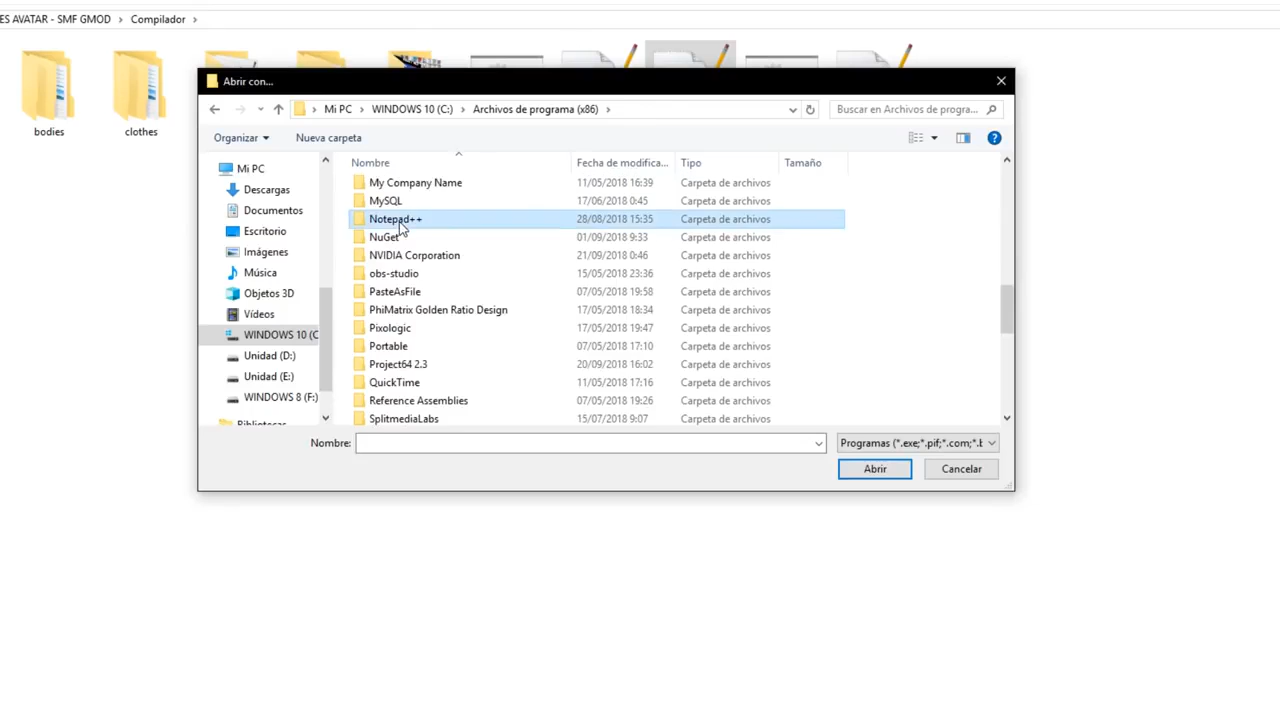 ES AVATAR - SMF GMOD > Compilador >
bodies
clothes
Abrir con...
Mi PC > WINDOWS 10 (C:) > Archivos de programa (x86) >
Buscar en Archivos de progra...
Organizar
Nueva carpeta
Nombre Fecha de modifica... Tipo Tamaño
Mi PC
Descargas
Documentos
Escritorio
Imágenes
Música
Objetos 3D
Vídeos
WINDOWS 10 (C
Unidad (D:)
Unidad (E:)
WINDOWS 8 (F:)
Bibliotecas
My Company Name 11/05/2018 16:39 Carpeta de archivos
MySQL 17/06/2018 0:45 Carpeta de archivos
Notepad++ 28/08/2018 15:35 Carpeta de archivos
NuGet 01/09/2018 9:33 Carpeta de archivos
NVIDIA Corporation 21/09/2018 0:46 Carpeta de archivos
obs-studio 15/05/2018 23:36 Carpeta de archivos
PasteAsFile 07/05/2018 19:58 Carpeta de archivos
PhiMatrix Golden Ratio Design 17/05/2018 18:34 Carpeta de archivos
Pixologic 17/05/2018 19:47 Carpeta de archivos
Portable 07/05/2018 17:10 Carpeta de archivos
Project64 2.3 20/09/2018 16:02 Carpeta de archivos
QuickTime 11/05/2018 17:16 Carpeta de archivos
Reference Assemblies 07/05/2018 19:26 Carpeta de archivos
SplitmediaLabs 15/07/2018 9:07 Carpeta de archivos
Nombre:
Programas (*.exe;*.pif;*.com;*.b
Abrir
Cancelar